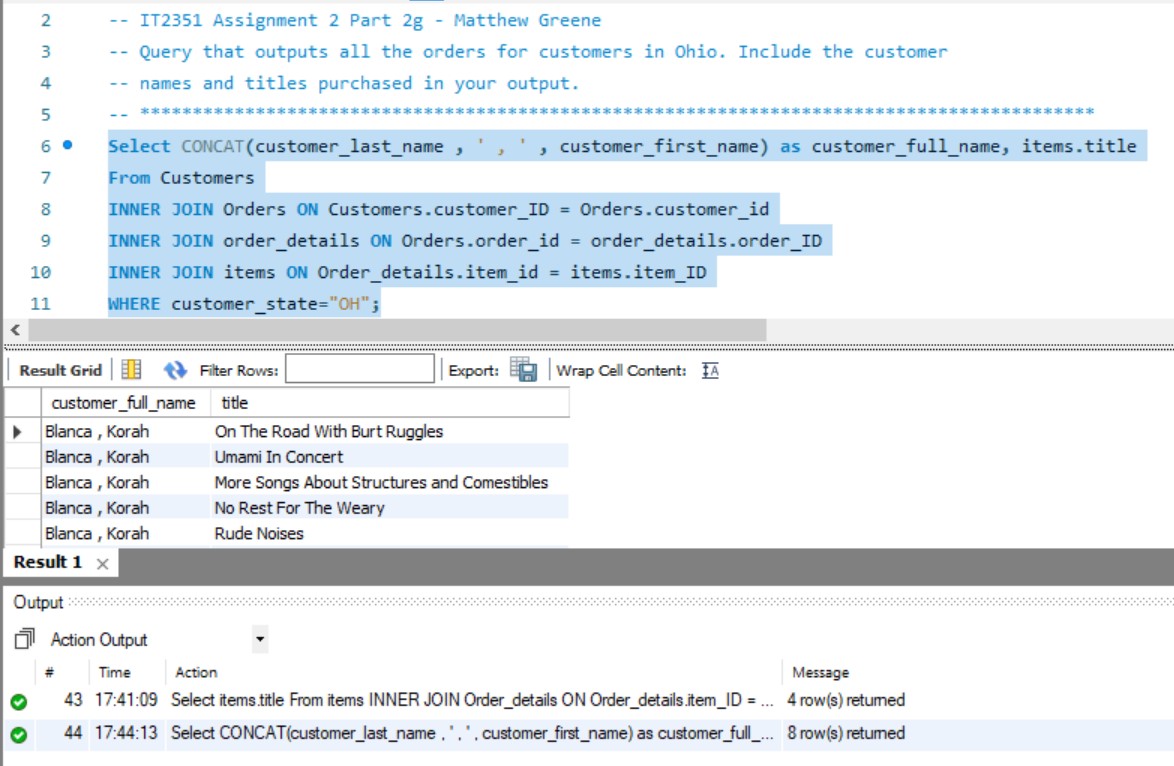 2 -- IT2351 Assignment 2 Part 2g - Matthew Greene
3 -- Query that outputs all the orders for customers in Ohio. Include the customer
4 -- names and titles purchased in your output.
5 -- *******************************************************************************************
6 Select CONCAT(customer_last_name , ' , ' , customer_first_name) as customer_full_name, items.title
7 From Customers
8 INNER JOIN Orders ON Customers.customer_ID = Orders.customer_id
9 INNER JOIN order_details ON Orders.order_id = order_details.order_ID
10 INNER JOIN items ON Order_details.item_id = items.item_ID
11 WHERE customer_state="OH";
Result Grid Filter Rows: Export: Wrap Cell Content: IA
customer_full_name title
Blanca , Korah On The Road With Burt Ruggles
Blanca , Korah Umami In Concert
Blanca , Korah More Songs About Structures and Comestibles
Blanca , Korah No Rest For The Weary
Blanca , Korah Rude Noises
Result 1 ×
Output
Action Output
# Time Action Message
43 17:41:09 Select items.title From items INNER JOIN Order_details ON Order_details.item_ID = ... 4 row(s) returned
44 17:44:13 Select CONCAT(customer_last_name , ' , ' , customer_first_name) as customer_full_... 8 row(s) returned